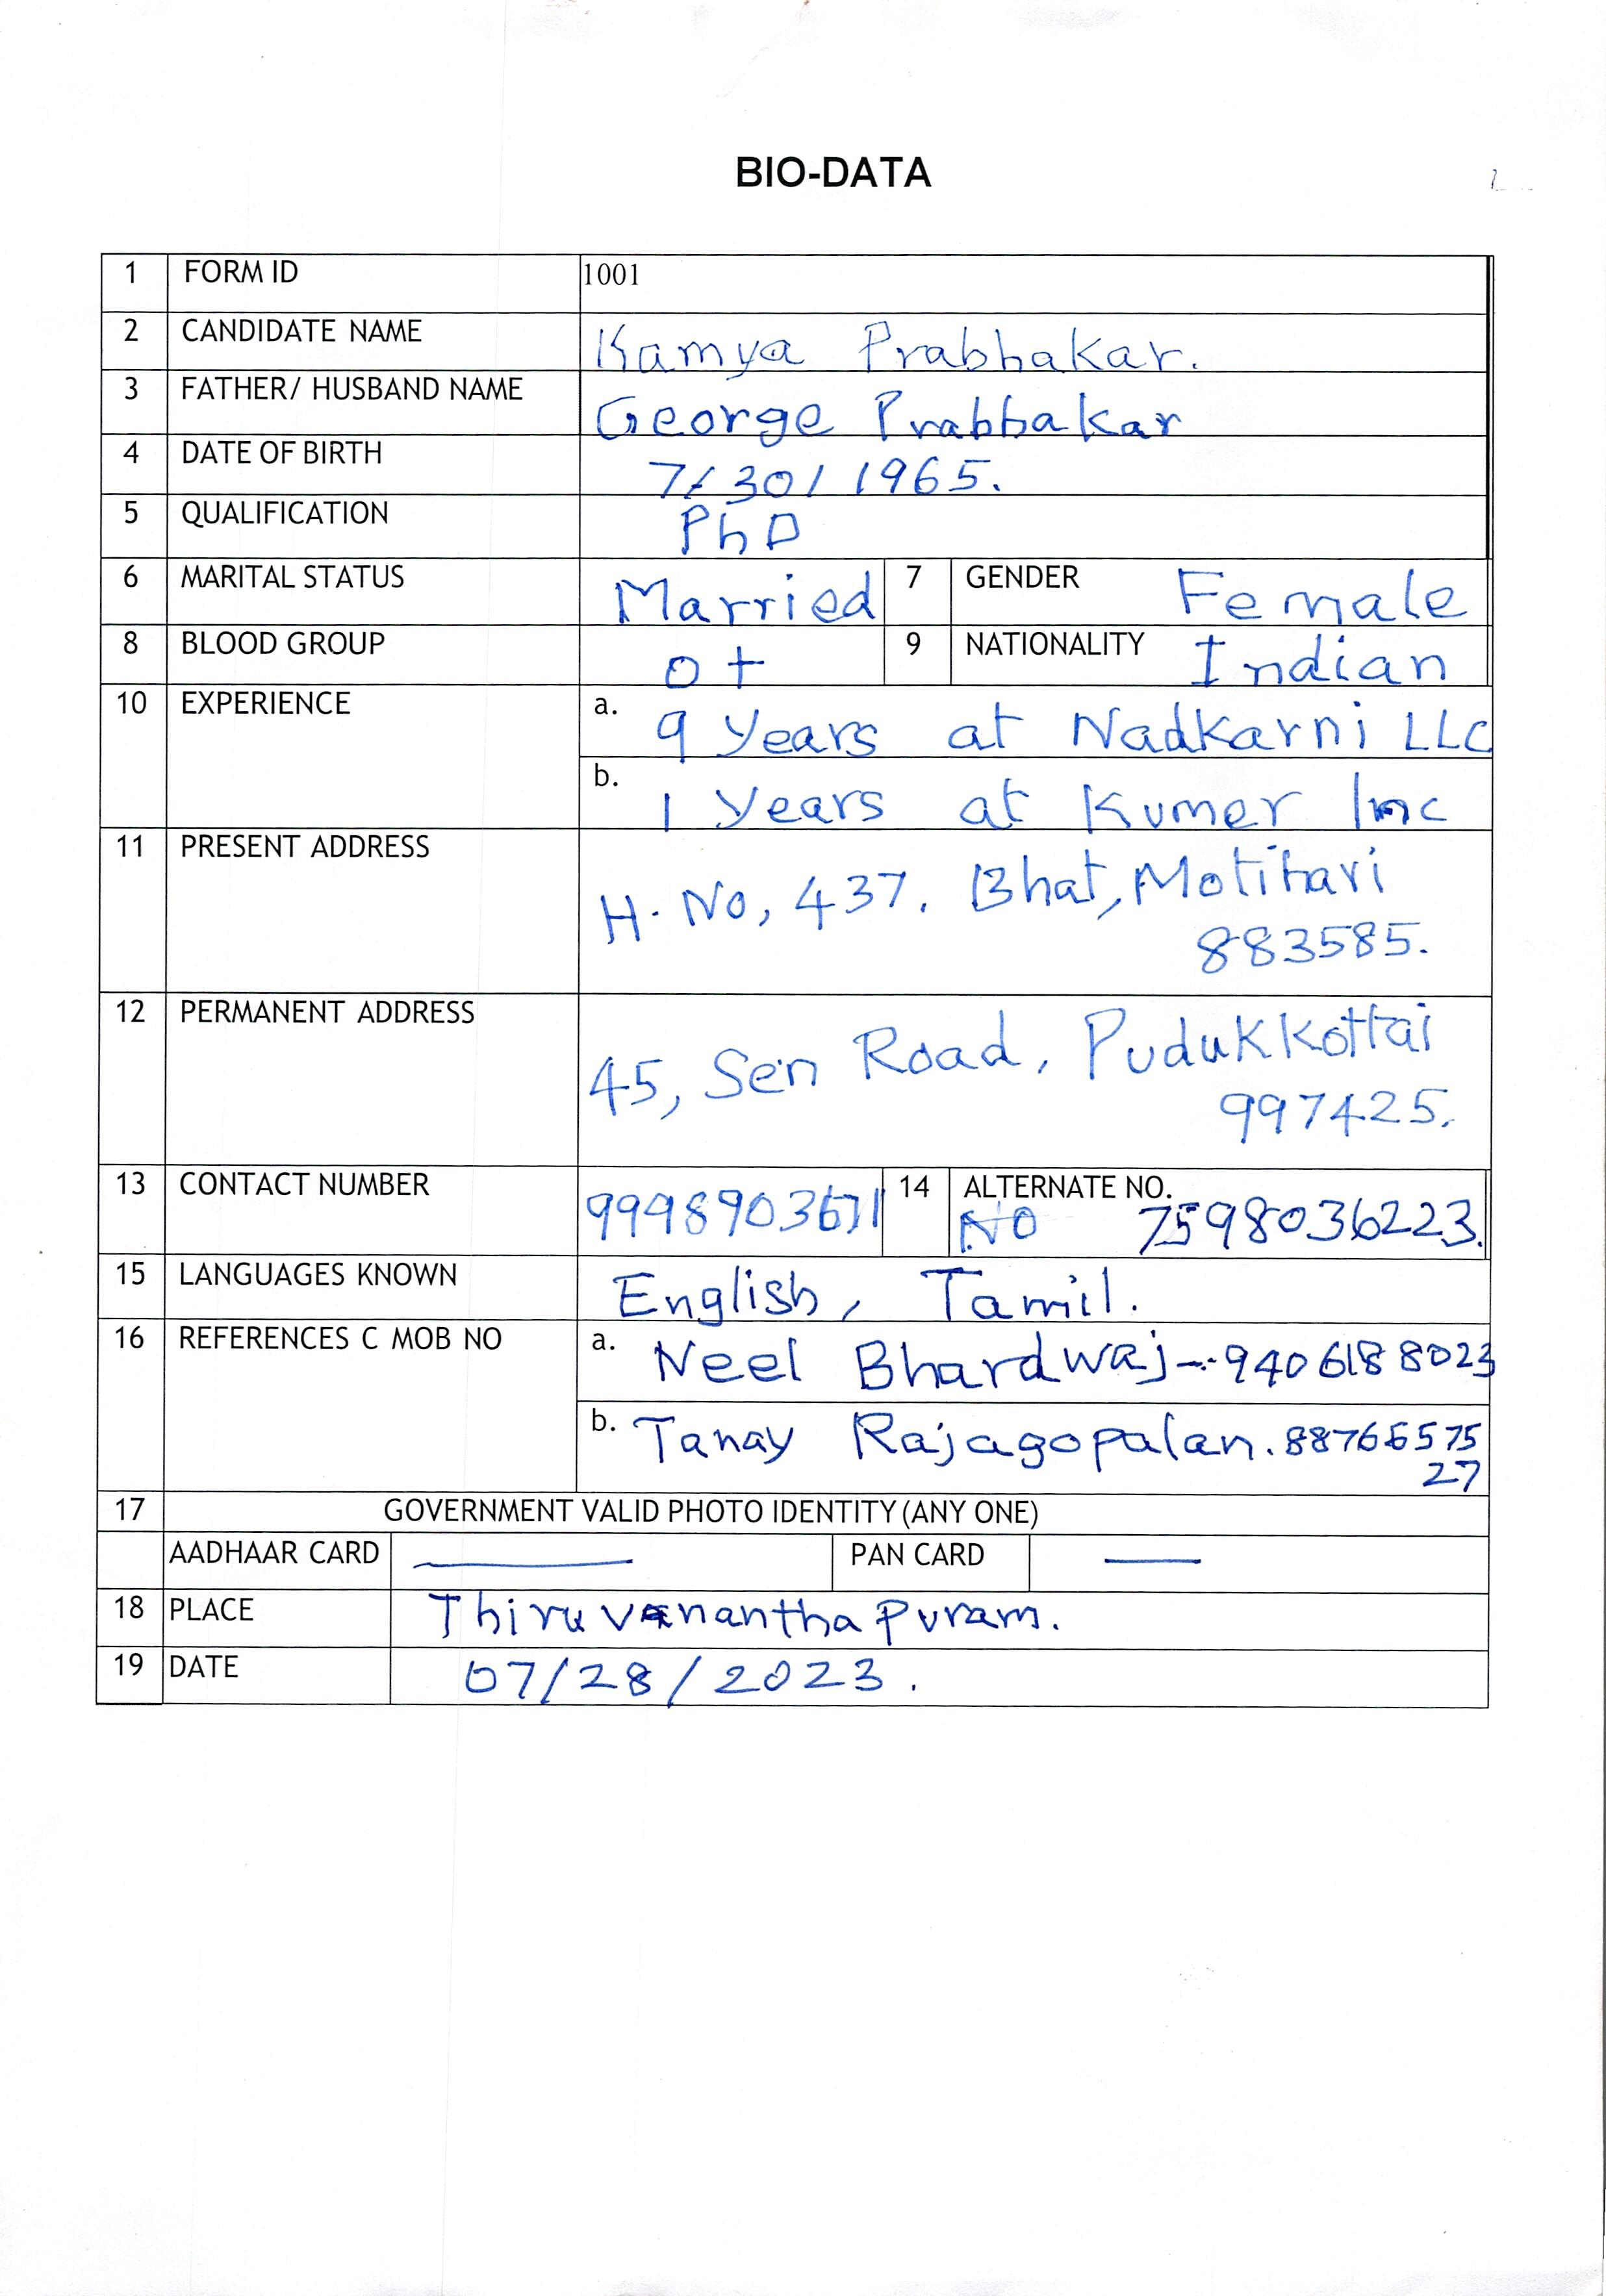 BIO-DATA
1 FORM ID 1001
2 CANDIDATE NAME Kamya Prabhakar.
3 FATHER/ HUSBAND NAME George Prabhakar
4 DATE OF BIRTH 7/30/1965.
5 QUALIFICATION PhD
6 MARITAL STATUS Married 7 GENDER Female
8 BLOOD GROUP O+ 9 NATIONALITY Indian
10 EXPERIENCE a. 9 Years at Nadkarni LLC
b. 1 Years at Kumer Inc
11 PRESENT ADDRESS H.No, 437, Bhat, Motihari
883585.
12 PERMANENT ADDRESS 45, Sen Road, Pudukkottai
997425.
13 CONTACT NUMBER 9998903671 14 ALTERNATE NO.
NO 7598036223.
15 LANGUAGES KNOWN English, Tamil.
16 REFERENCES C MOB NO a. Neel Bhardwaj - 9406188023
b. Tanay Rajagopalan. 88766575
27
17 GOVERNMENT VALID PHOTO IDENTITY (ANY ONE)
AADHAAR CARD — PAN CARD —
18 PLACE Thiruvananthapuram.
19 DATE 07/28/2023.